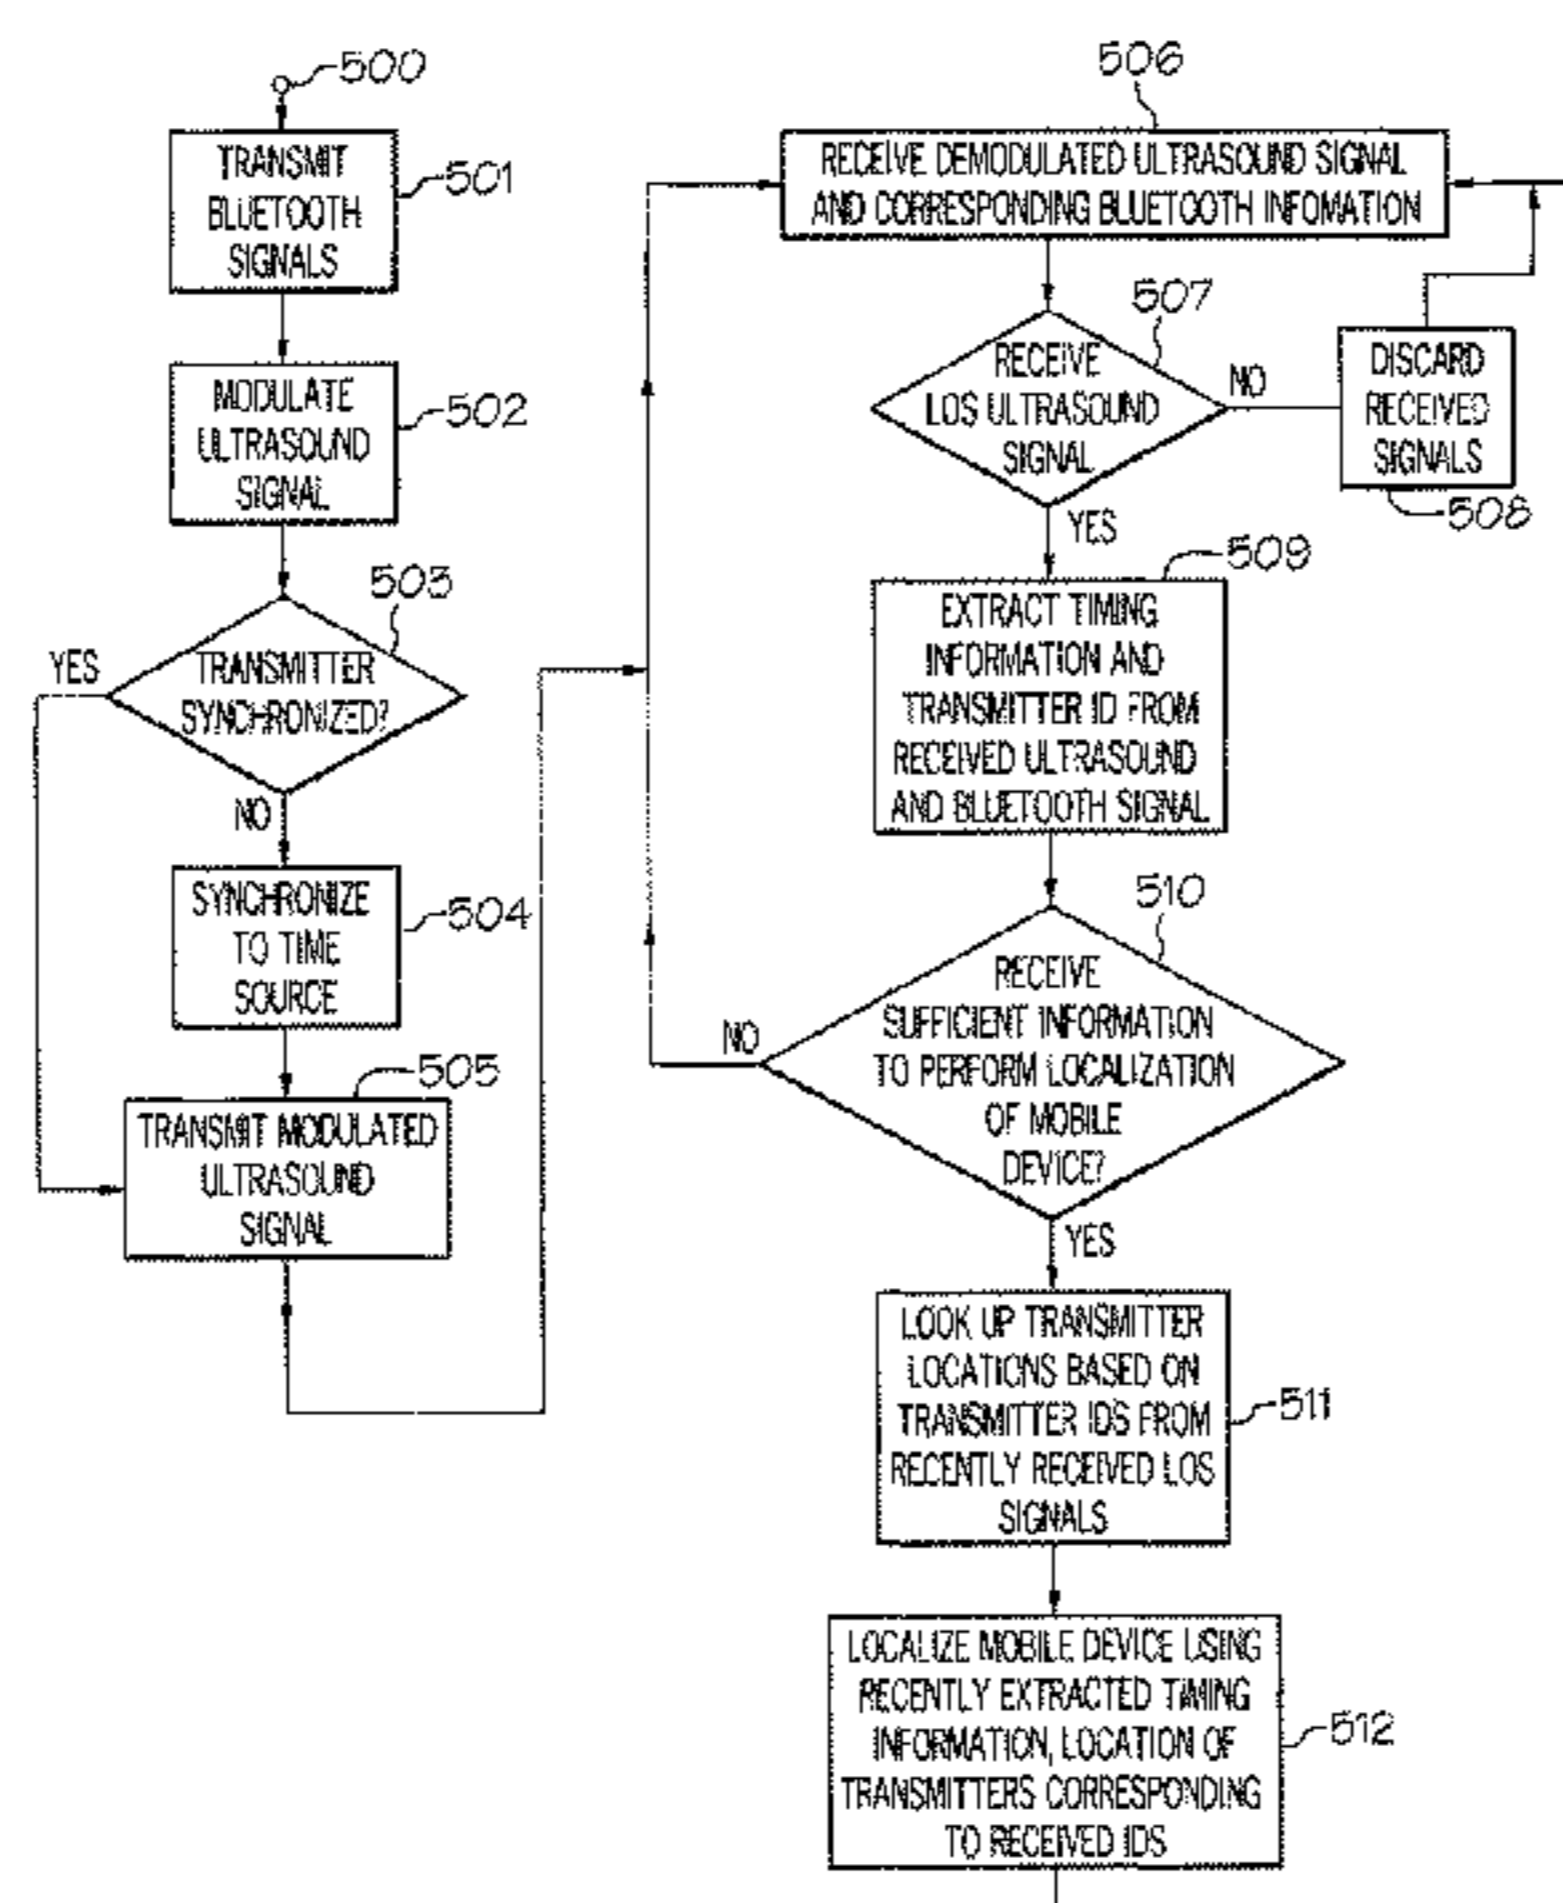 500
TRANSMIT
BLUETOOTH
SIGNALS
501
MODULATE
ULTRASOUND
SIGNAL
502
503
YES
TRANSMITTER
SYNCHRONIZED?
NO
SYNCHRONIZE
TO TIME
SOURCE
504
505
TRANSMIT MODULATED
ULTRASOUND
SIGNAL
506
RECEIVE DEMODULATED ULTRASOUND SIGNAL
AND CORRESPONDING BLUETOOTH INFOMATION
507
RECEIVE
LOS ULTRASOUND
SIGNAL
NO
DISCARD
RECEIVED
SIGNALS
508
YES
509
EXTRACT TIMING
INFORMATION AND
TRANSMITTER ID FROM
RECEIVED ULTRASOUND
AND BLUETOOTH SIGNAL
510
RECEIVE
SUFFICIENT INFORMATION
TO PERFORM LOCALIZATION
OF MOBILE
DEVICE?
NO
YES
LOOK UP TRANSMITTER
LOCATIONS BASED ON
TRANSMITTER IDS FROM
RECENTLY RECEIVED LOS
SIGNALS
511
LOCALIZE MOBILE DEVICE USING
RECENTLY EXTRACTED TIMING
INFORMATION, LOCATION OF
TRANSMITTERS CORRESPONDING
TO RECEIVED IDS
512